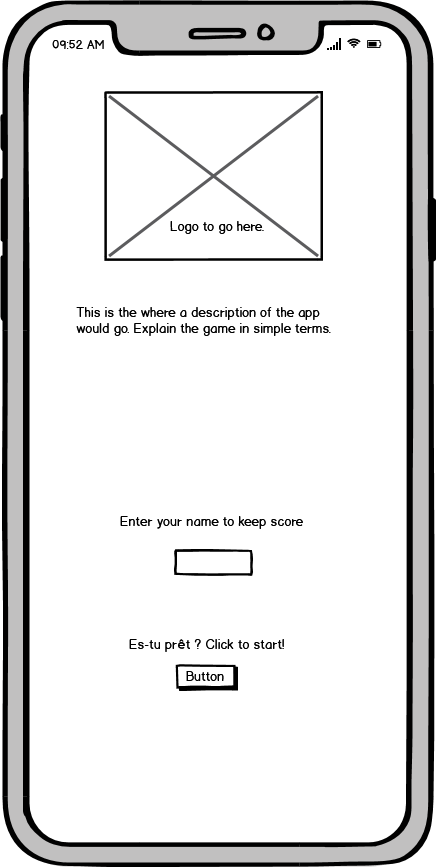 09:52 AM
Logo to go here.
This is the where a description of the app
would go. Explain the game in simple terms.
Enter your name to keep score
Es-tu prêt ? Click to start!
Button